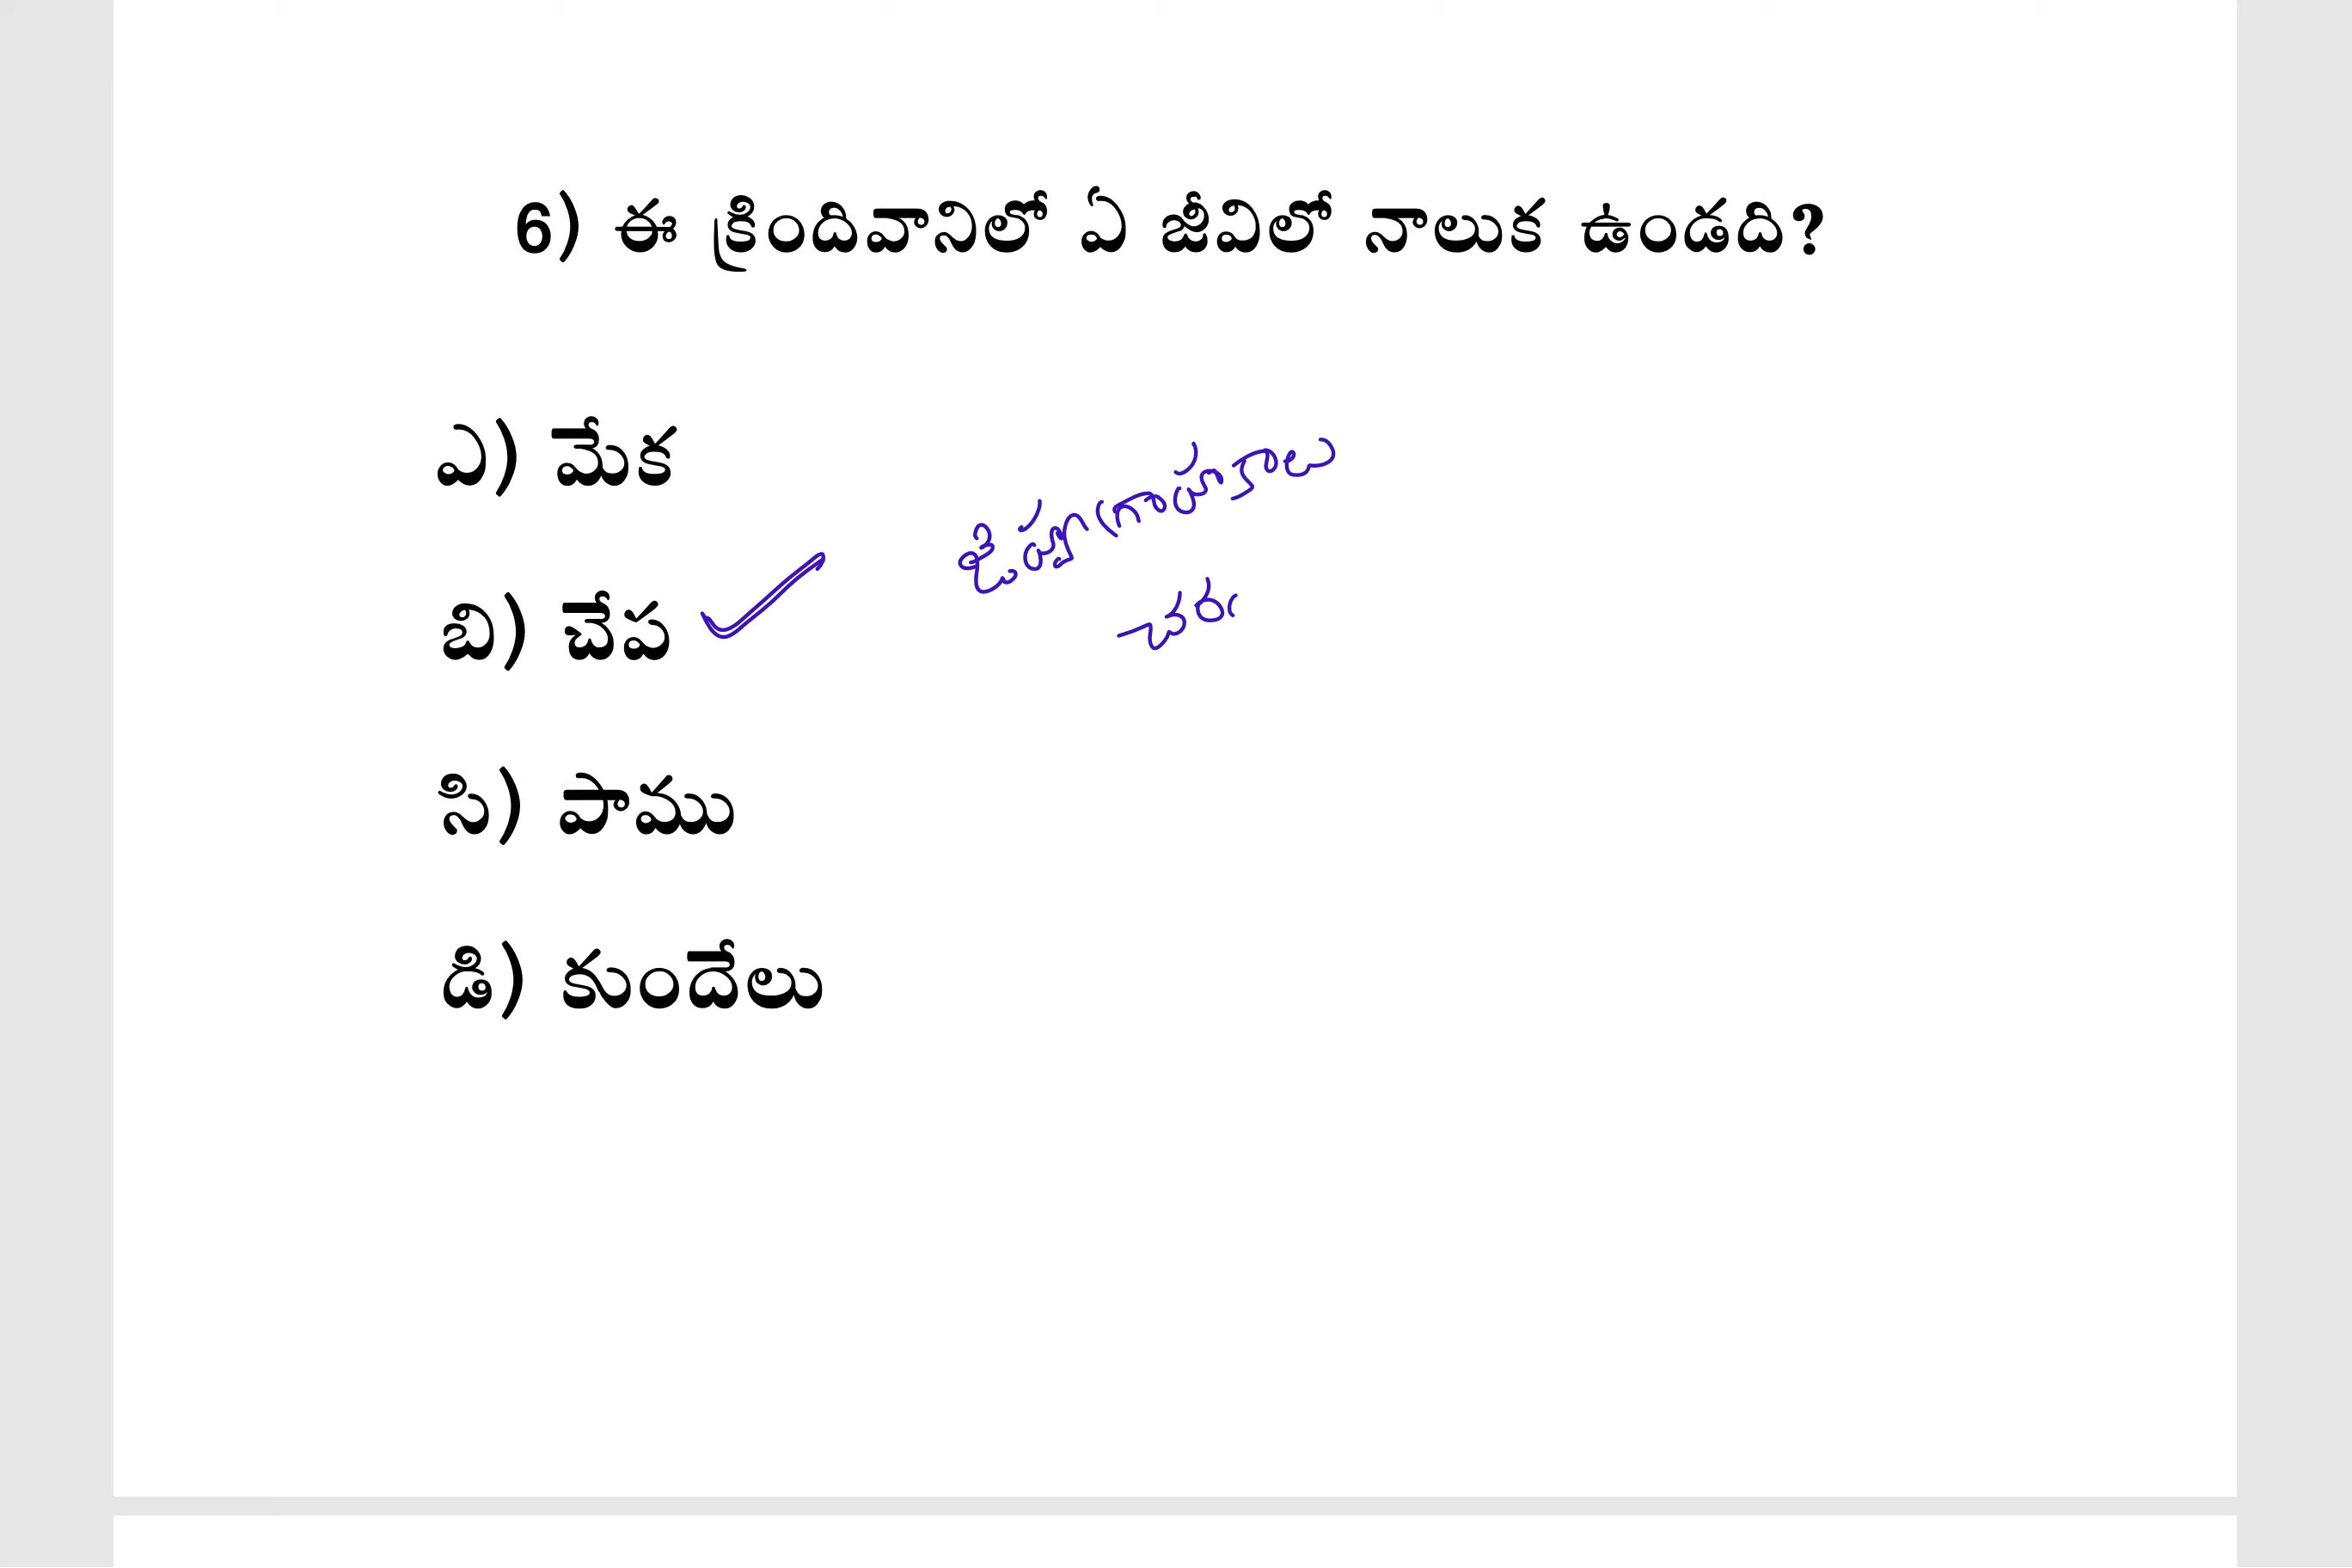 6) ఈ క్రిందివానిలో ఏ జీవిలో నాలుక ఉండదు?
ఎ) మేక
బి) చేప
సి) పాము
డి) కుందేలు